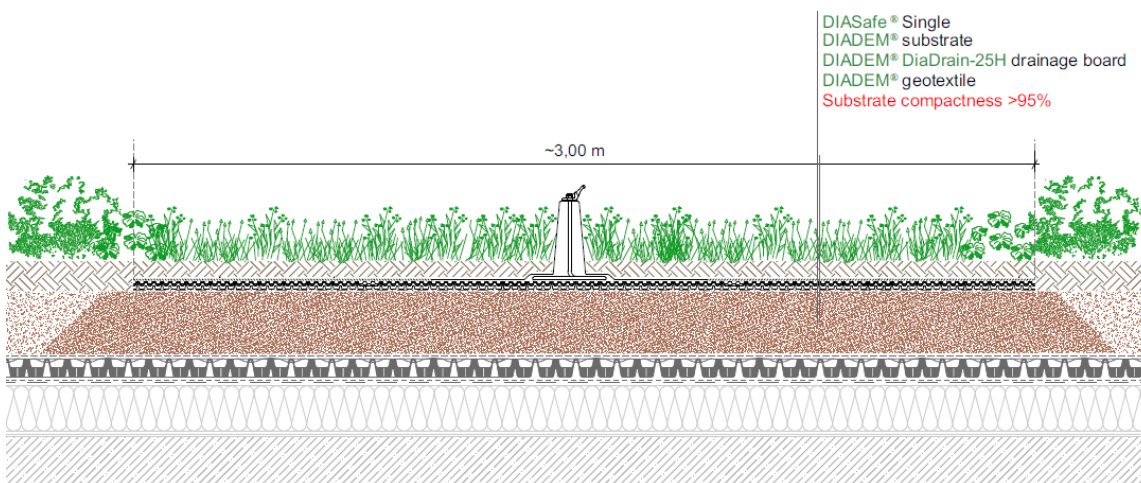 DIASafe® Single
DIADEM® substrate
DIADEM® DiaDrain-25H drainage board
DIADEM® geotextile
Substrate compactness >95%
~3,00 m